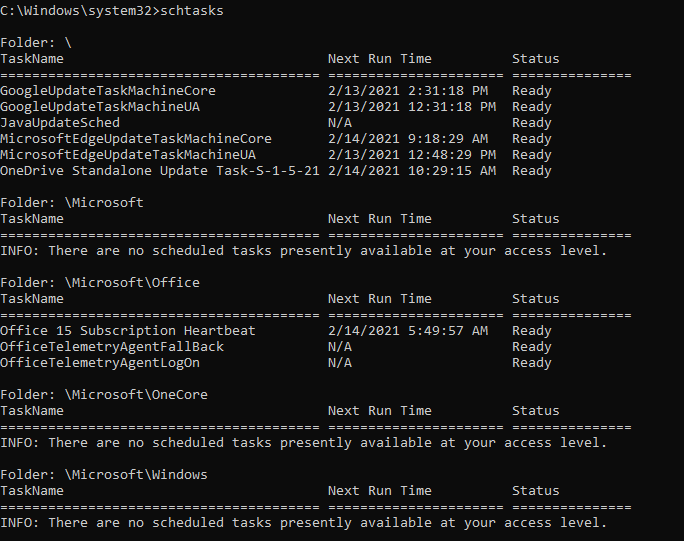 C:\Windows\system32>schtasks

Folder: \
TaskName                                 Next Run Time          Status
======================================== ====================== ===============
GoogleUpdateTaskMachineCore              2/13/2021 2:31:18 PM   Ready
GoogleUpdateTaskMachineUA                2/13/2021 12:31:18 PM  Ready
JavaUpdateSched                          N/A                    Ready
MicrosoftEdgeUpdateTaskMachineCore       2/14/2021 9:18:29 AM   Ready
MicrosoftEdgeUpdateTaskMachineUA         2/13/2021 12:48:29 PM  Ready
OneDrive Standalone Update Task-S-1-5-21 2/14/2021 10:29:15 AM  Ready

Folder: \Microsoft
TaskName                                 Next Run Time          Status
======================================== ====================== ===============
INFO: There are no scheduled tasks presently available at your access level.

Folder: \Microsoft\Office
TaskName                                 Next Run Time          Status
======================================== ====================== ===============
Office 15 Subscription Heartbeat         2/14/2021 5:49:57 AM   Ready
OfficeTelemetryAgentFallBack             N/A                    Ready
OfficeTelemetryAgentLogOn                N/A                    Ready

Folder: \Microsoft\OneCore
TaskName                                 Next Run Time          Status
======================================== ====================== ===============
INFO: There are no scheduled tasks presently available at your access level.

Folder: \Microsoft\Windows
TaskName                                 Next Run Time          Status
======================================== ====================== ===============
INFO: There are no scheduled tasks presently available at your access level.